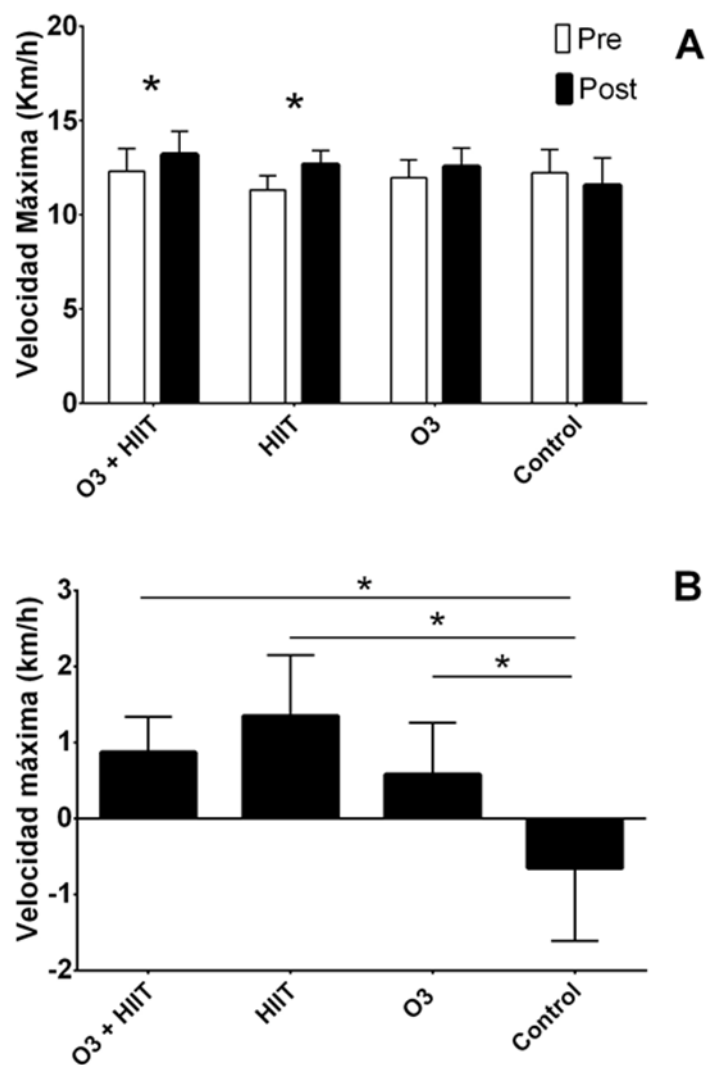 A
Pre
Post
Velocidad Máxima (Km/h)
20
15
10
5
0
*
*
O3 + HIIT
HIIT
O3
Control
B
Velocidad máxima (km/h)
3
2
1
0
-1
-2
*
*
*
O3 + HIIT
HIIT
O3
Control